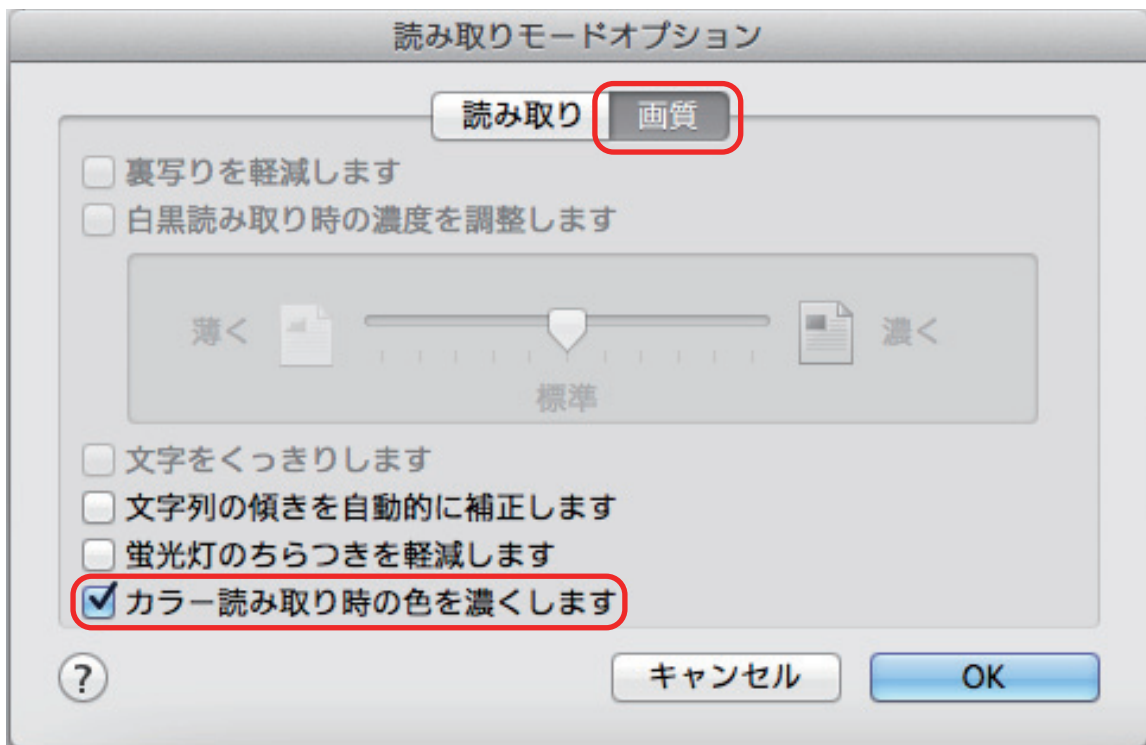 読み取りモードオプション
読み取り 画質
裏写りを軽減します
白黒読み取り時の濃度を調整します
薄く 濃く
標準
文字をくっきりします
文字列の傾きを自動的に補正します
蛍光灯のちらつきを軽減します
カラー読み取り時の色を濃くします
? キャンセル OK